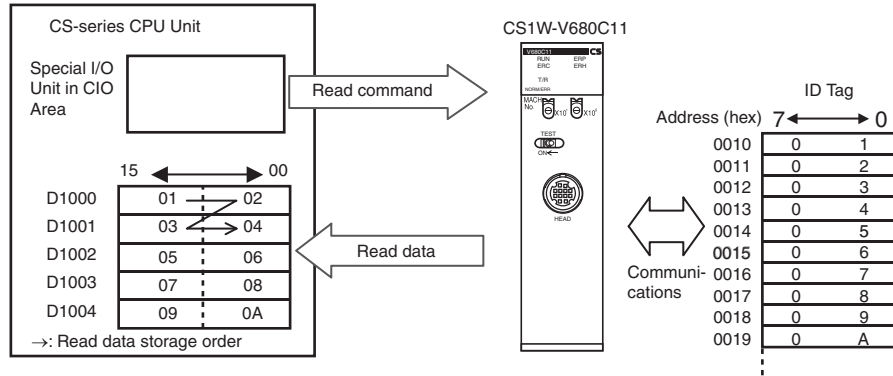 CS-series CPU Unit
Special I/O
Unit in CIO
Area
Read command
15 00
D1000 01 02
D1001 03 04
D1002 05 06
D1003 07 08
D1004 09 0A
→: Read data storage order
Read data
CS1W-V680C11
V680C11 CS
RUN ERP
ERC ERH
T/R
NORM/ERR
MACH
No.
X10¹ X10⁰
TEST
ON←
HEAD
Communi-
cations
ID Tag
Address (hex) 7 0
0010 0 1
0011 0 2
0012 0 3
0013 0 4
0014 0 5
0015 0 6
0016 0 7
0017 0 8
0018 0 9
0019 0 A